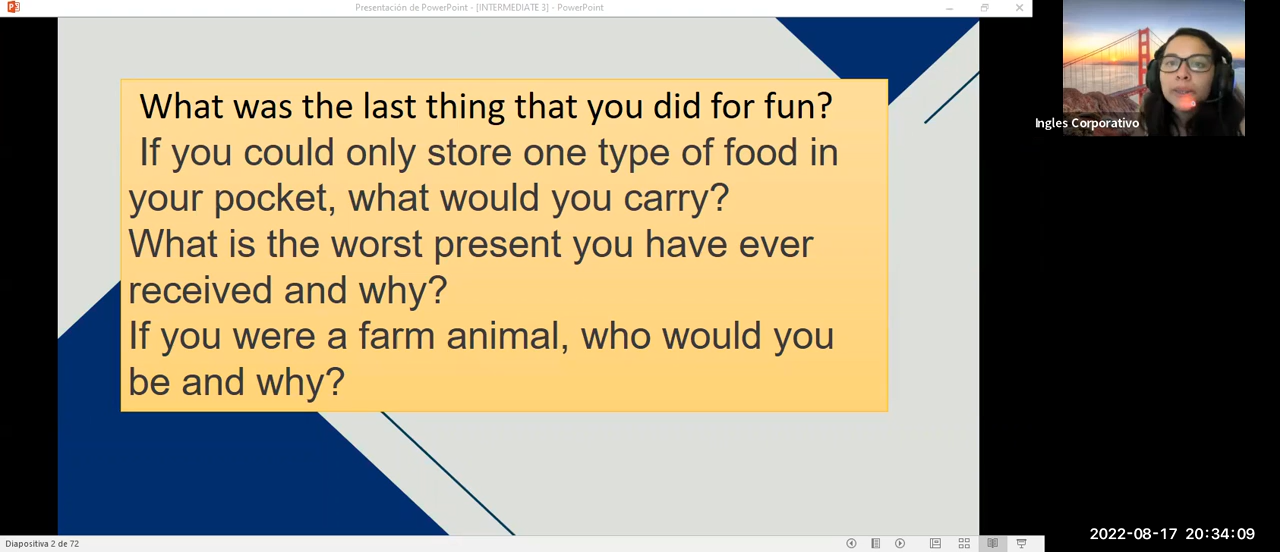 Presentación de PowerPoint - [INTERMEDIATE 3] - PowerPoint
What was the last thing that you did for fun?
If you could only store one type of food in
your pocket, what would you carry?
What is the worst present you have ever
received and why?
If you were a farm animal, who would you
be and why?
Ingles Corporativo
Diapositiva 2 de 72
2022-08-17 20:34:09